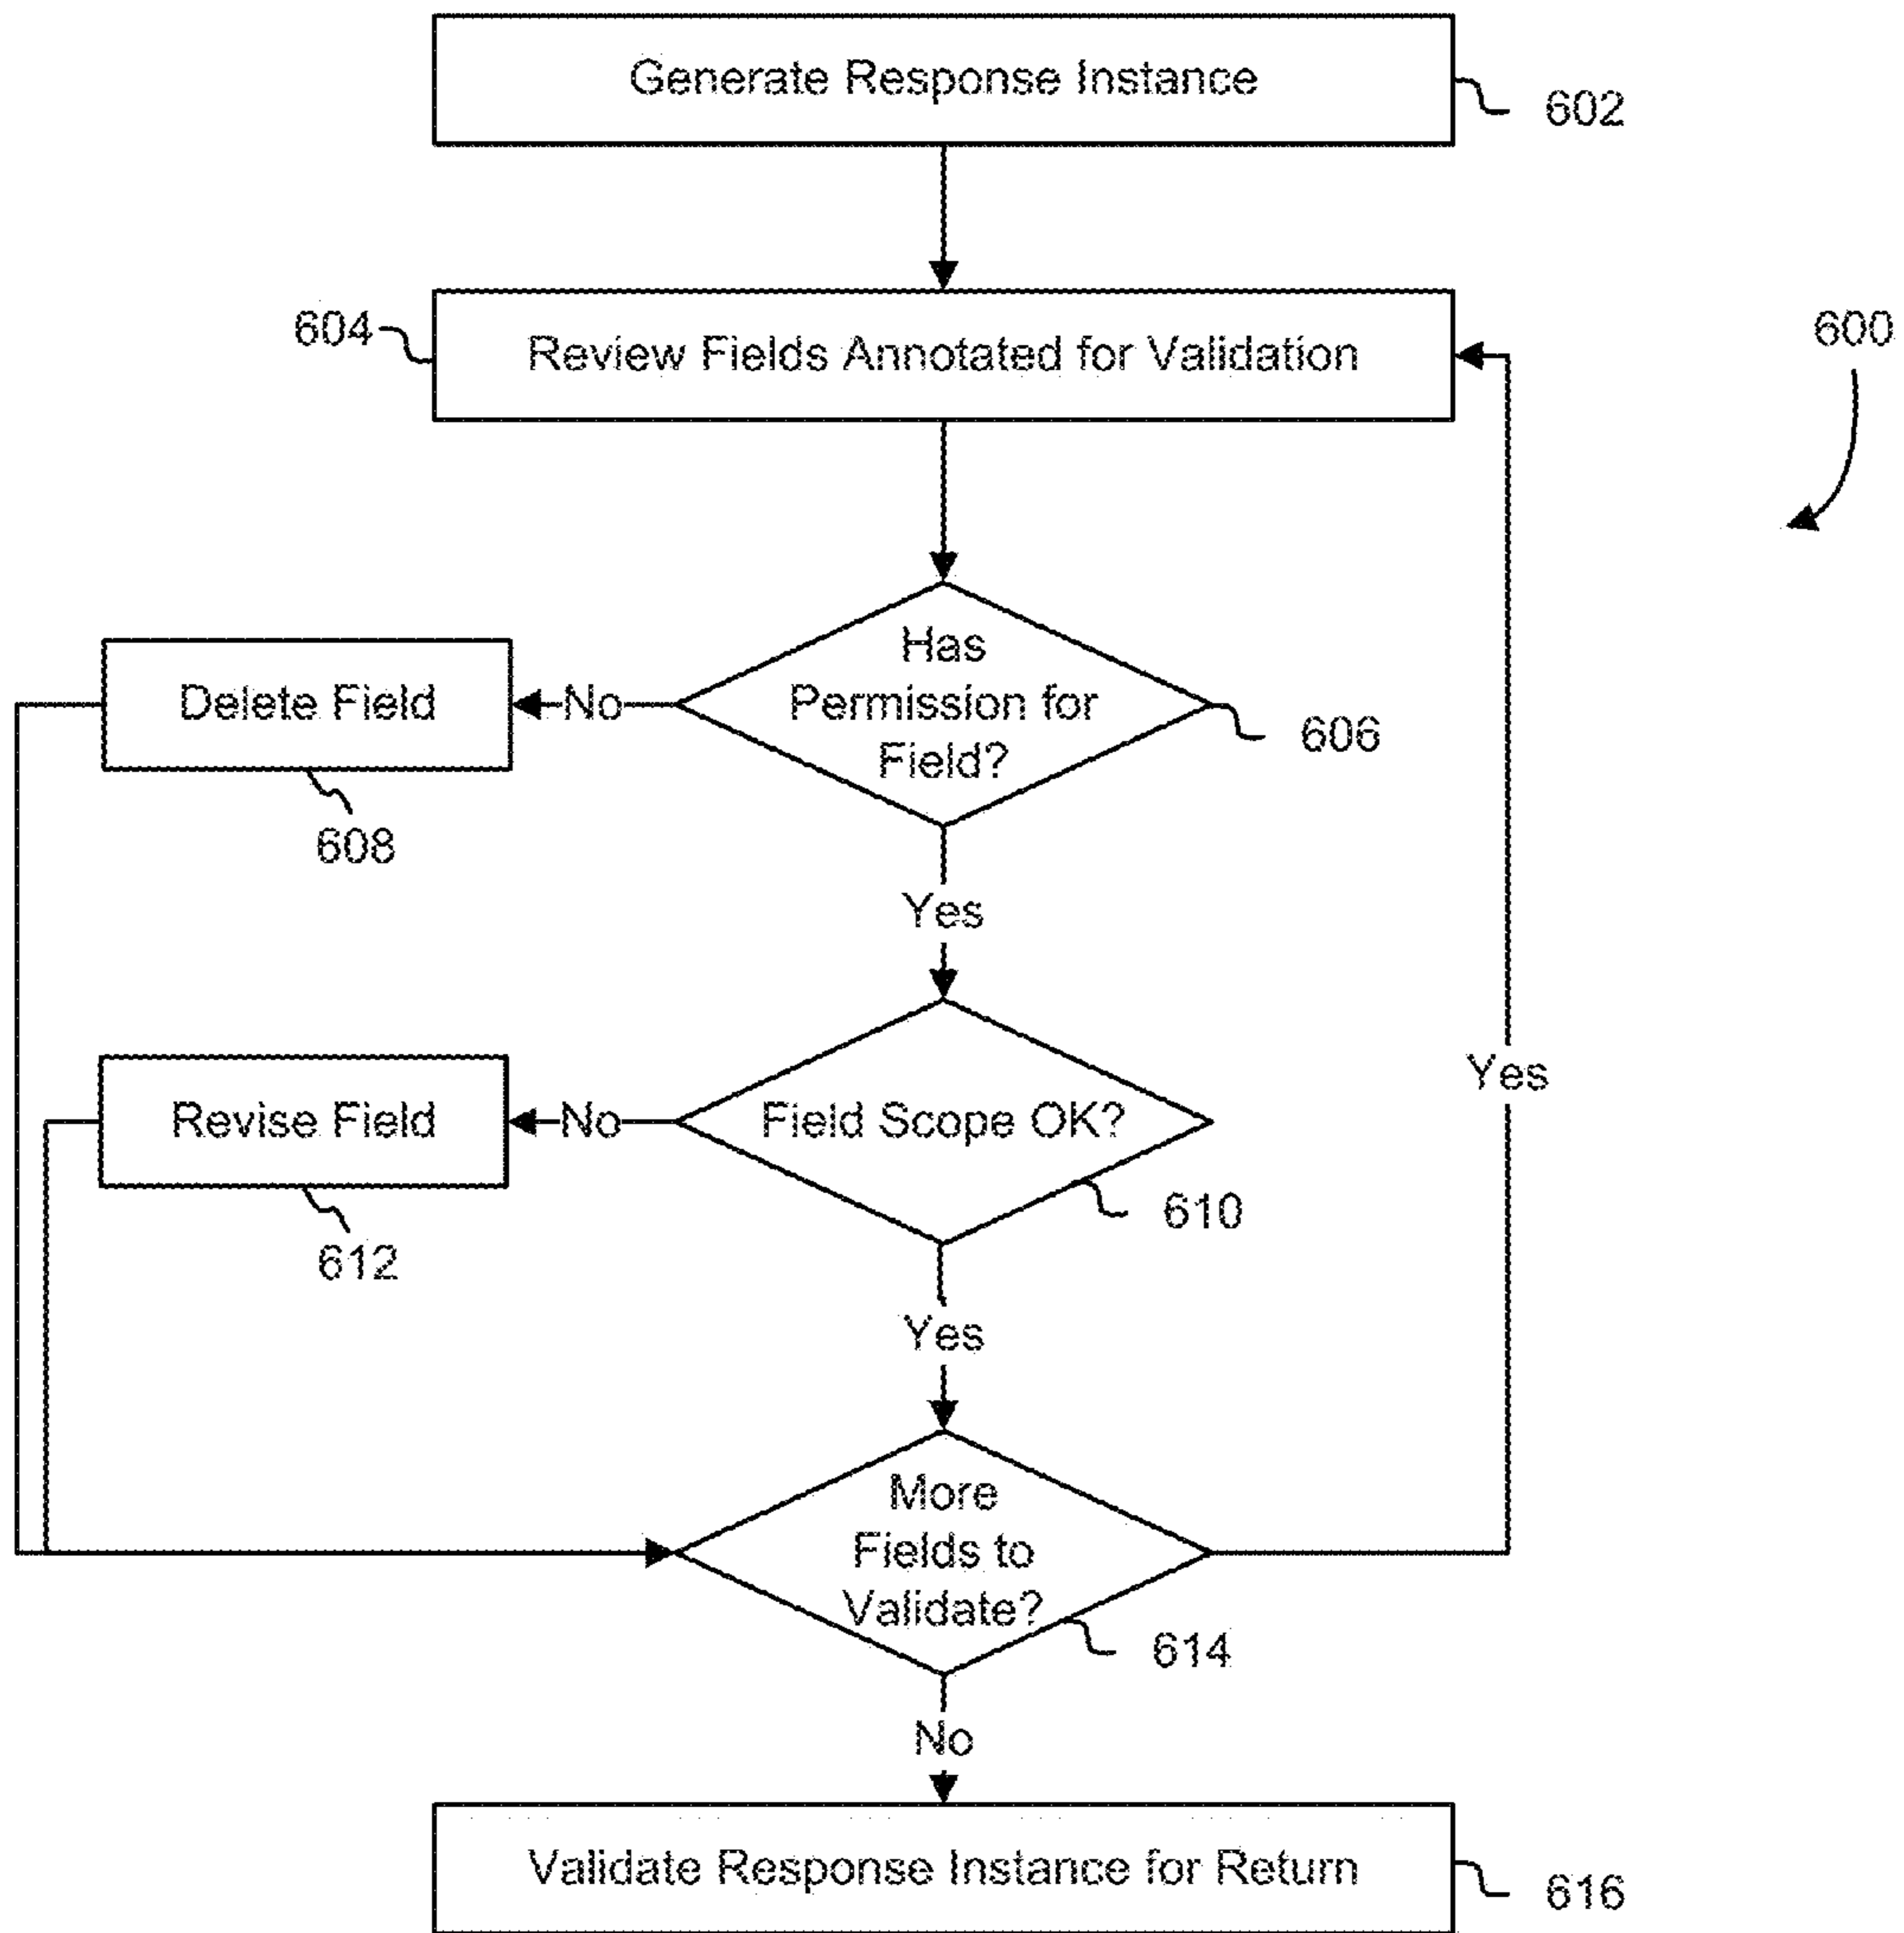 Generate Response Instance
602
604
Review Fields Annotated for Validation
600
Has
Permission for
Field?
606
No
Delete Field
608
Yes
Field Scope OK?
610
No
Revise Field
612
Yes
Yes
More
Fields to
Validate?
614
No
Validate Response Instance for Return
616